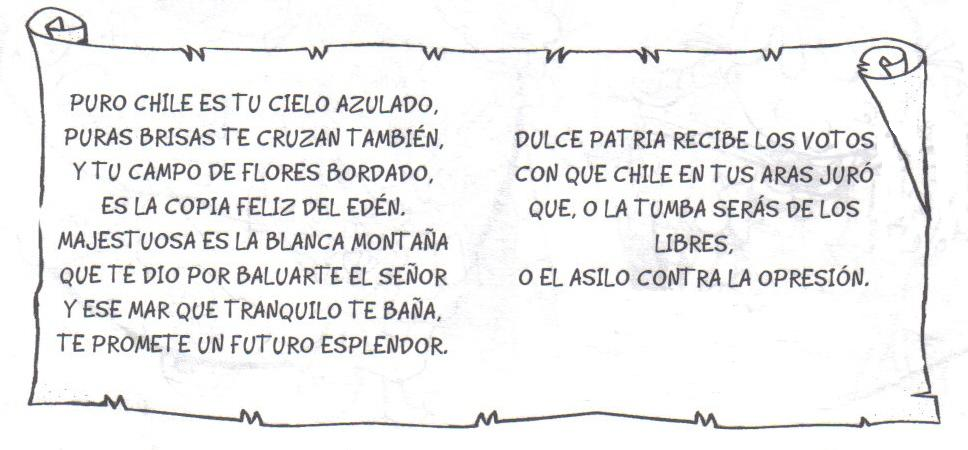 PURO CHILE ES TU CIELO AZULADO,
PURAS BRISAS TE CRUZAN TAMBIÉN,
Y TU CAMPO DE FLORES BORDADO,
ES LA COPIA FELIZ DEL EDÉN.
MAJESTUOSA ES LA BLANCA MONTAÑA
QUE TE DIO POR BALUARTE EL SEÑOR
Y ESE MAR QUE TRANQUILO TE BAÑA,
TE PROMETE UN FUTURO ESPLENDOR.
DULCE PATRIA RECIBE LOS VOTOS
CON QUE CHILE EN TUS ARAS JURÓ
QUE, O LA TUMBA SERÁS DE LOS
LIBRES,
O EL ASILO CONTRA LA OPRESIÓN.